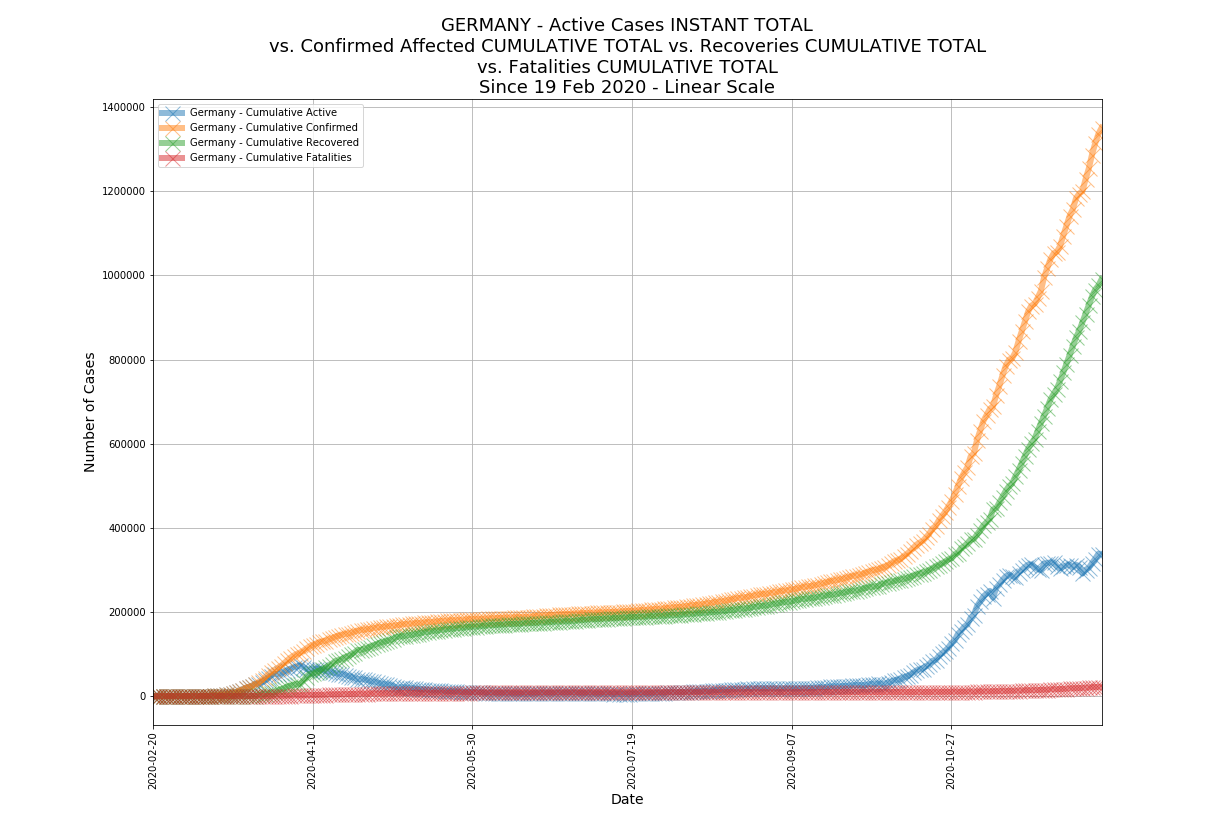 GERMANY - Active Cases INSTANT TOTAL
vs. Confirmed Affected CUMULATIVE TOTAL vs. Recoveries CUMULATIVE TOTAL
vs. Fatalities CUMULATIVE TOTAL
Since 19 Feb 2020 - Linear Scale
Germany - Cumulative Active
Germany - Cumulative Confirmed
Germany - Cumulative Recovered
Germany - Cumulative Fatalities
1400000
1200000
1000000
800000
600000
400000
200000
0
Number of Cases
2020-02-20
2020-04-10
2020-05-30
2020-07-19
2020-09-07
2020-10-27
Date